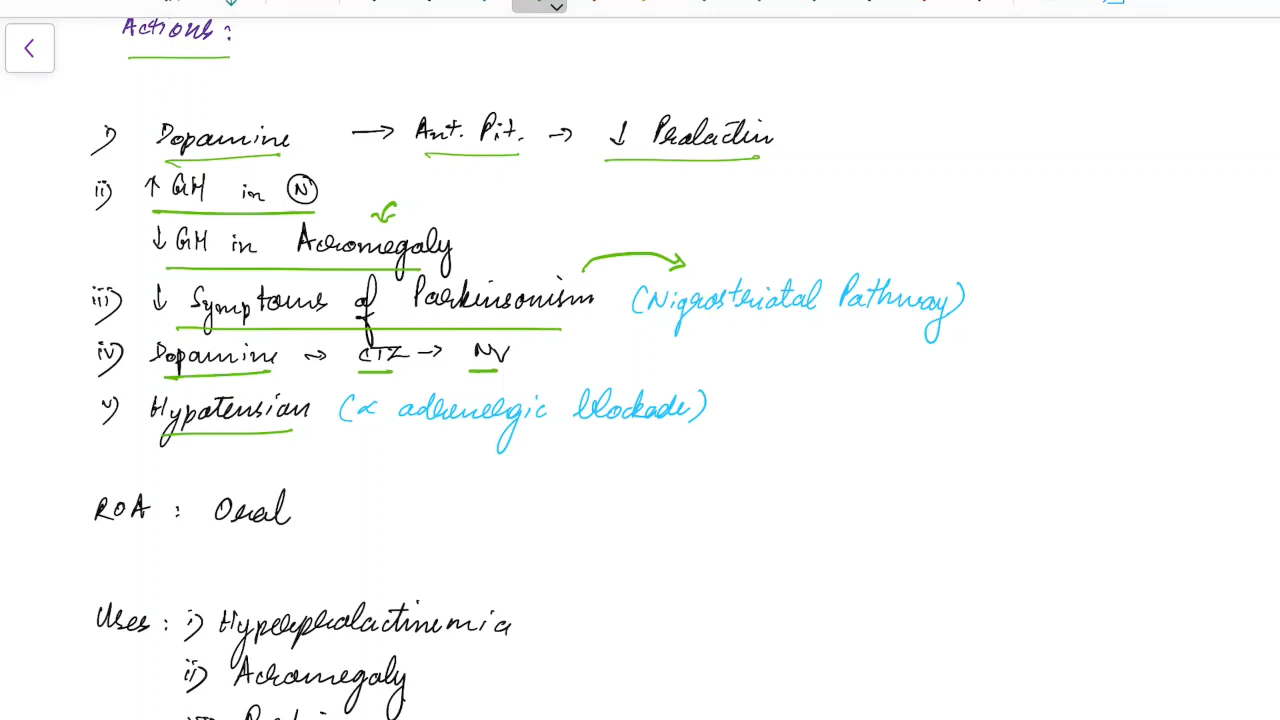 Actions:
i) Dopamine → Ant. Pit. → ↓ Prolactin
ii) ↑ GH in N
↓ GH in Acromegaly
iii) ↓ Symptoms of Parkinsonism (Nigrostriatal Pathway)
iv) Dopamine → CTZ → NV
v) Hypotension (α adrenergic blockade)
ROA : Oral
Uses : i) Hyperprolactinemia
ii) Acromegaly